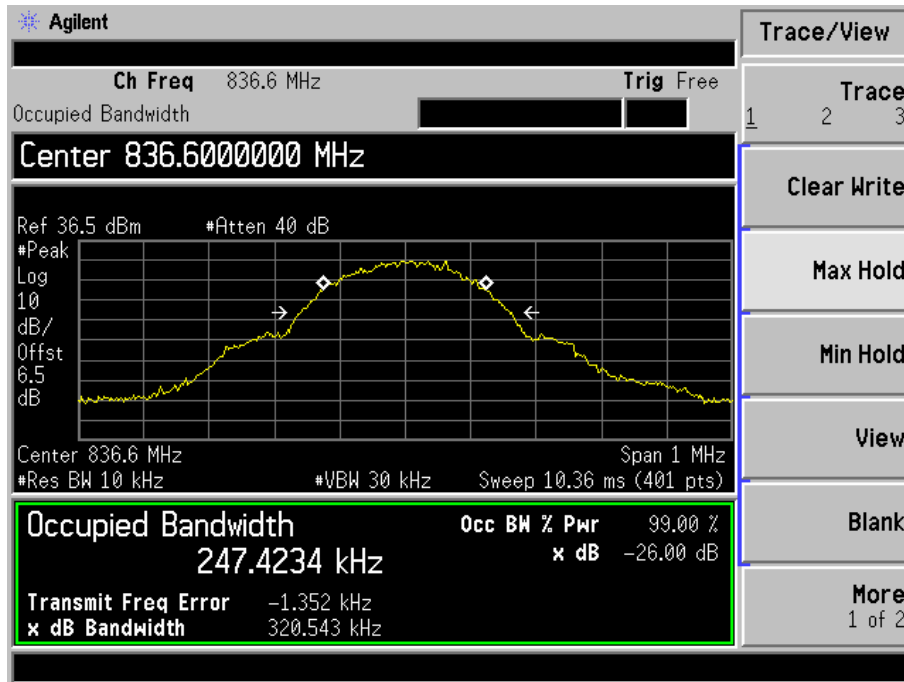 Agilent
Trace/View
Ch Freq 836.6 MHz Trig Free
Occupied Bandwidth
Center 836.6000000 MHz
Ref 36.5 dBm #Atten 40 dB
#Peak
Log
10
dB/
Offst
6.5
dB
Center 836.6 MHz Span 1 MHz
#Res BW 10 kHz #VBW 30 kHz Sweep 10.36 ms (401 pts)
Occupied Bandwidth
247.4234 kHz
Occ BW % Pwr 99.00 %
x dB -26.00 dB
Transmit Freq Error -1.352 kHz
x dB Bandwidth 320.543 kHz
Trace
1 2 3
Clear Write
Max Hold
Min Hold
View
Blank
More
1 of 2